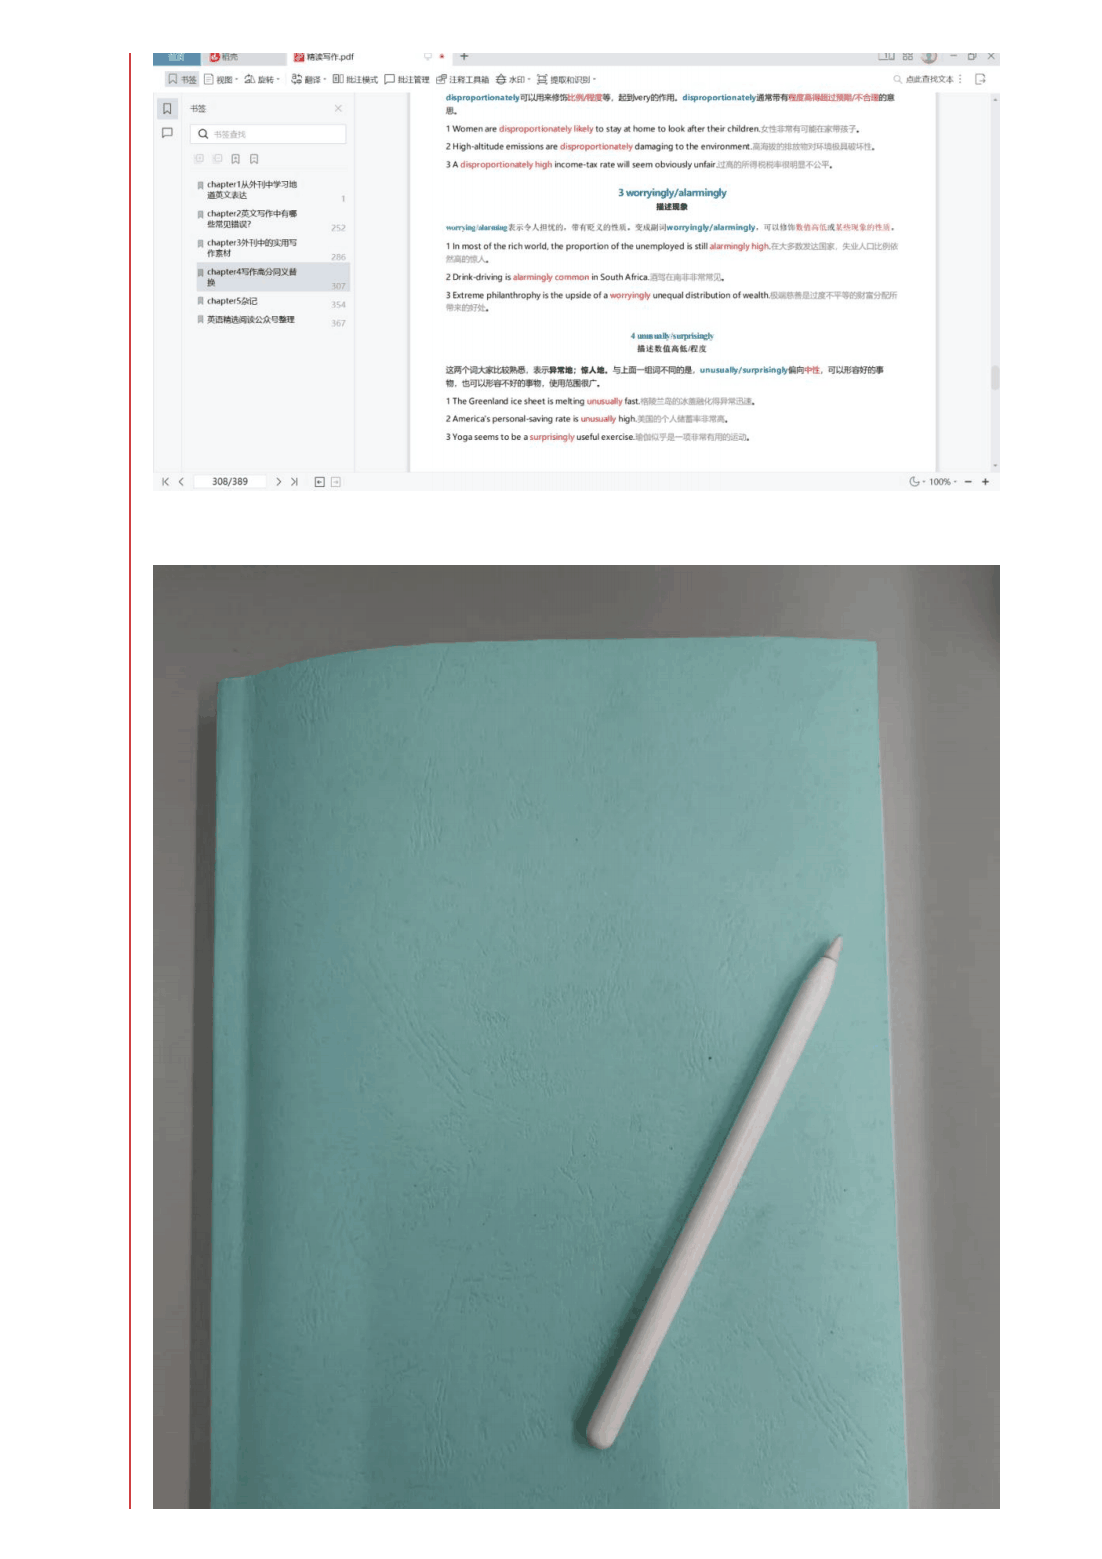 稻壳
精读写作.pdf
书签 视图 旋转 翻译 批注模式 批注管理 注释工具箱 水印 提取和识别 点此查找文本
书签
书签查找
chapter1从外刊中学习地
道英文表达 1
chapter2英文写作中有哪
些常见错误? 252
chapter3外刊中的实用写
作素材 286
chapter4写作高分同义替
换 307
chapter5杂记 354
英语精选阅读公众号整理 367
disproportionately可以用来修饰比例/程度等，起到very的作用。disproportionately通常带有程度高得超过预期/不合理的意
思。
1 Women are disproportionately likely to stay at home to look after their children.女性非常有可能在家带孩子。
2 High-altitude emissions are disproportionately damaging to the environment.高海拔的排放物对环境极具破坏性。
3 A disproportionately high income-tax rate will seem obviously unfair.过高的所得税税率很明显不公平。
3 worryingly/alarmingly
描述现象
worrying/alarming表示令人担忧的，带有贬义的性质。变成副词worryingly/alarmingly，可以修饰数值高低或某些现象的性质。
1 In most of the rich world, the proportion of the unemployed is still alarmingly high.在大多数发达国家，失业人口比例依
然高的惊人。
2 Drink-driving is alarmingly common in South Africa.酒驾在南非非常常见。
3 Extreme philanthropy is the upside of a worryingly unequal distribution of wealth.极端慈善是过度不平等的财富分配所
带来的好处。
4 unusually/surprisingly
描述数值高低/程度
这两个词大家比较熟悉，表示异常地；惊人地。与上面一组词不同的是，unusually/surprisingly偏向中性，可以形容好的事
物，也可以形容不好的事物，使用范围很广。
1 The Greenland ice sheet is melting unusually fast.格陵兰岛的冰盖融化得异常迅速。
2 America's personal-saving rate is unusually high.美国的个人储蓄率非常高。
3 Yoga seems to be a surprisingly useful exercise.瑜伽似乎是一项非常有用的运动。
308/389 100%